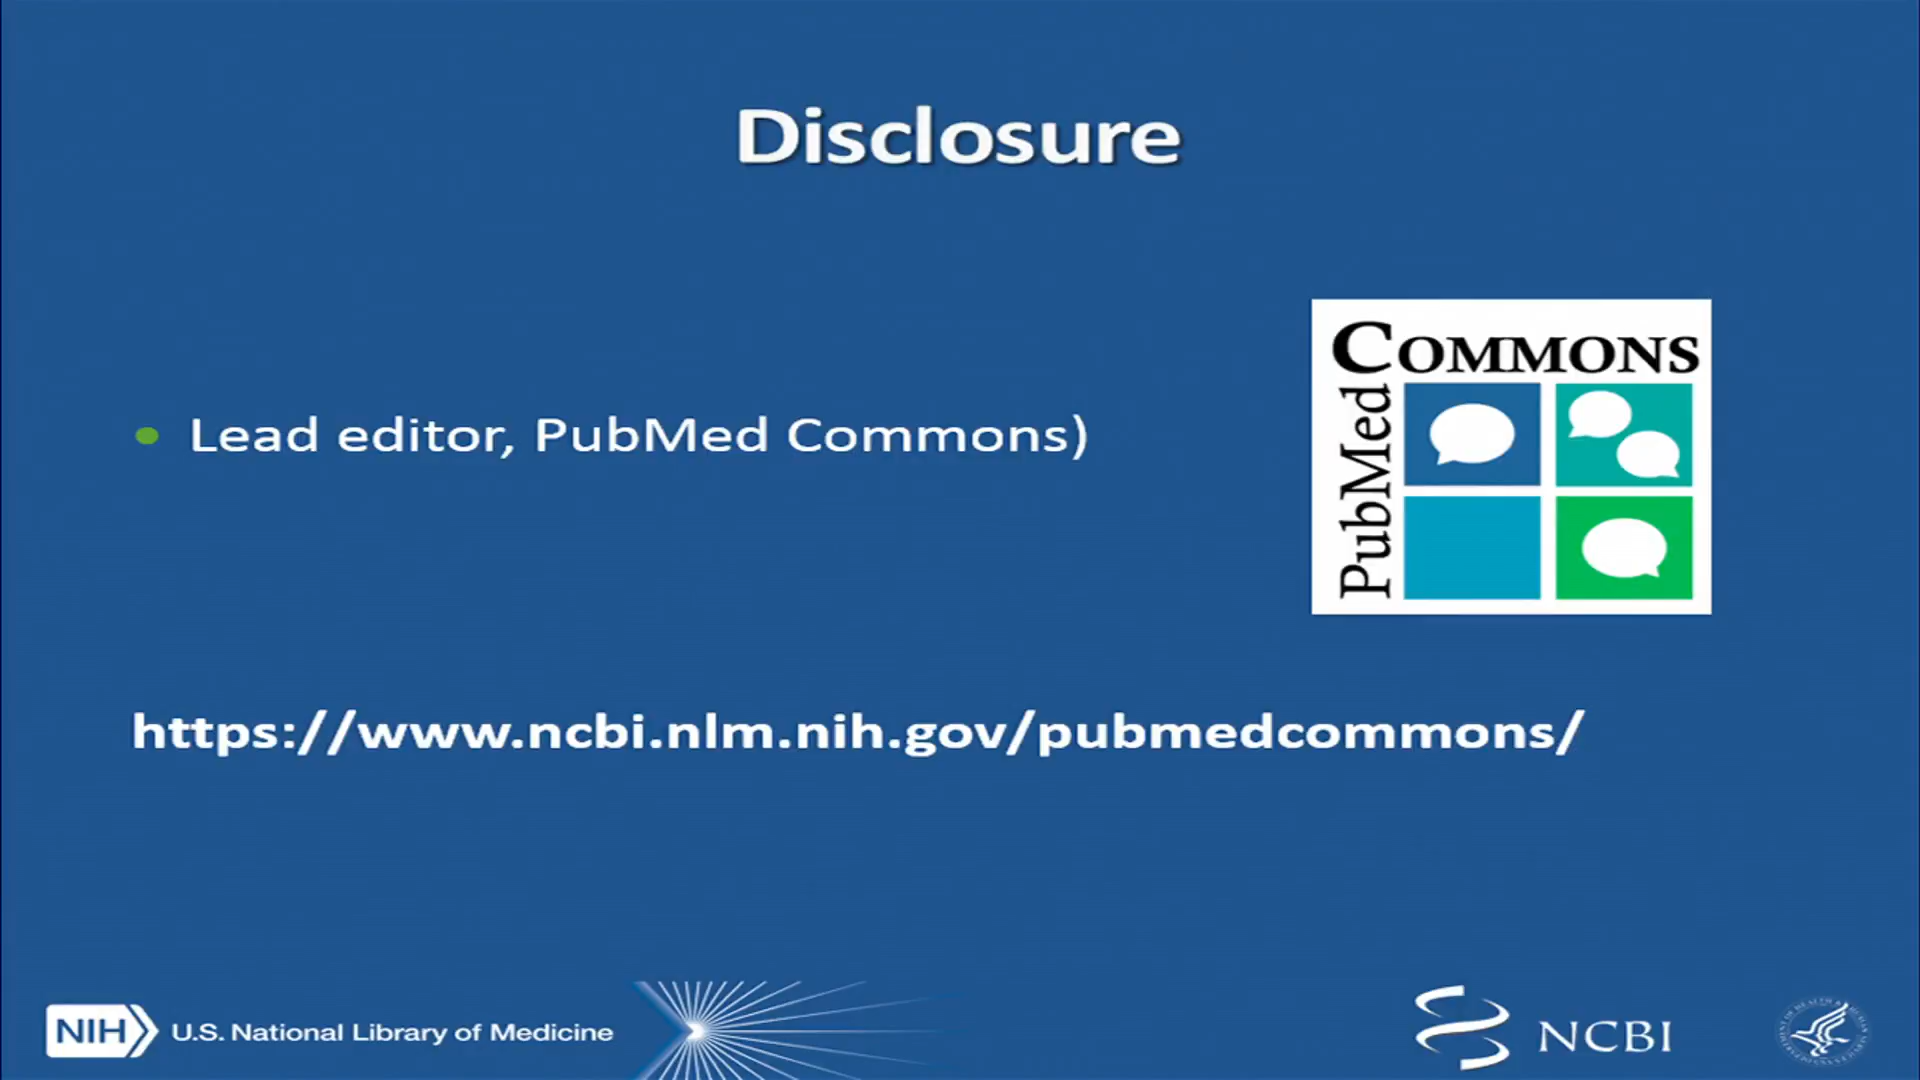 Disclosure
• Lead editor, PubMed Commons)
COMMONS
PubMed
https://www.ncbi.nlm.nih.gov/pubmedcommons/
NIH U.S. National Library of Medicine
NCBI